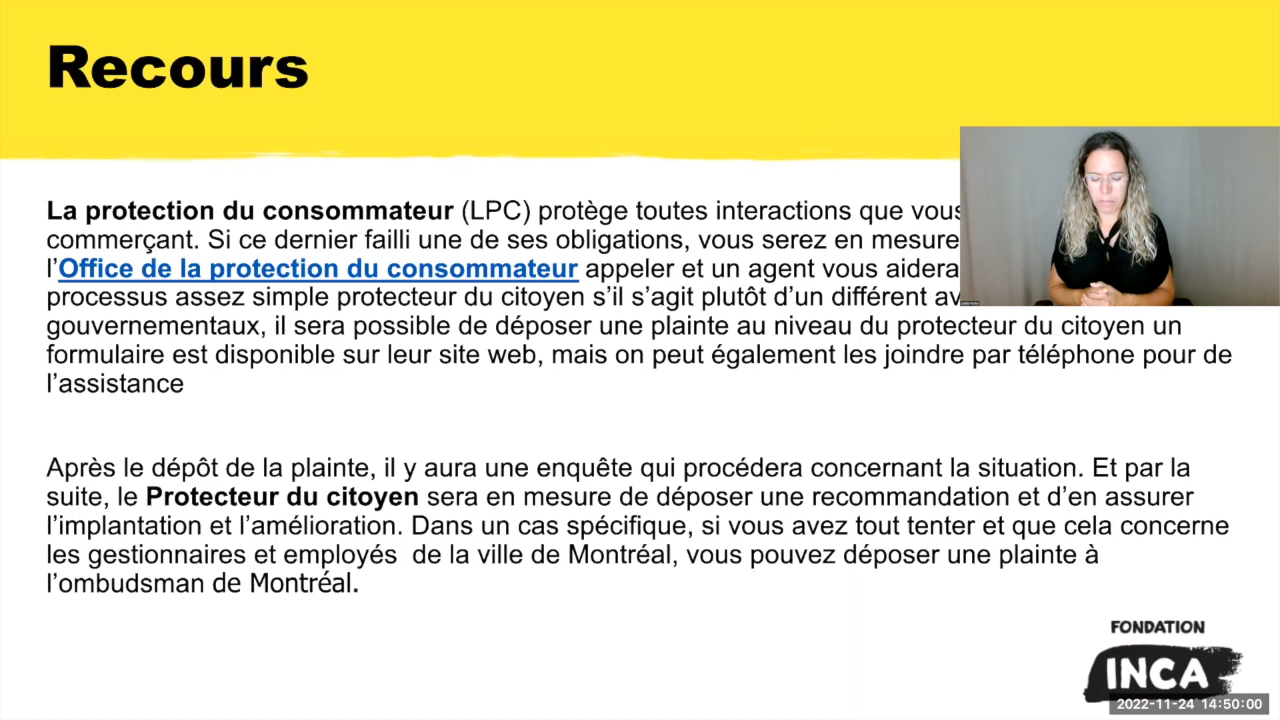 Recours
La protection du consommateur (LPC) protège toutes interactions que vous
commerçant. Si ce dernier failli une de ses obligations, vous serez en mesure
l’Office de la protection du consommateur appeler et un agent vous aidera
processus assez simple protecteur du citoyen s’il s’agit plutôt d’un différent av
gouvernementaux, il sera possible de déposer une plainte au niveau du protecteur du citoyen un
formulaire est disponible sur leur site web, mais on peut également les joindre par téléphone pour de
l’assistance
Après le dépôt de la plainte, il y aura une enquête qui procédera concernant la situation. Et par la
suite, le Protecteur du citoyen sera en mesure de déposer une recommandation et d’en assurer
l’implantation et l’amélioration. Dans un cas spécifique, si vous avez tout tenter et que cela concerne
les gestionnaires et employés  de la ville de Montréal, vous pouvez déposer une plainte à
l’ombudsman de Montréal.
FONDATION
INCA
2022-11-24 14:50:00